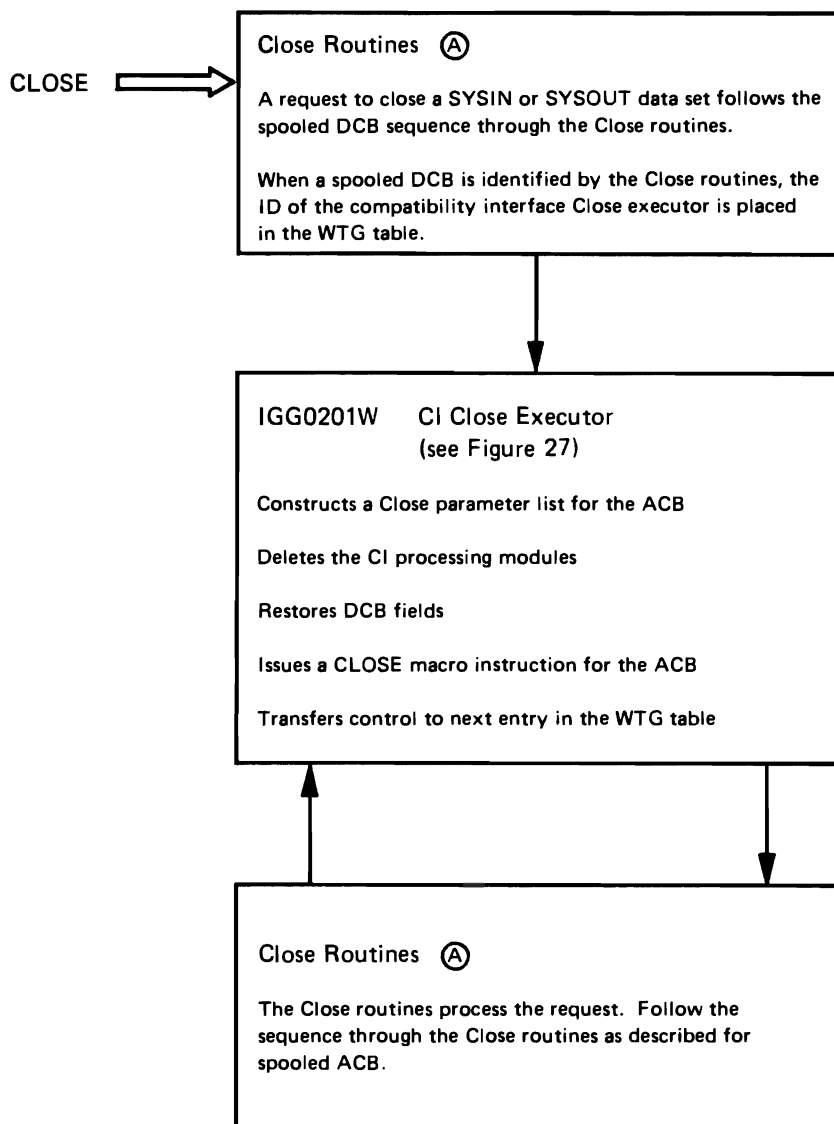 Close Routines Ⓐ
CLOSE
A request to close a SYSIN or SYSOUT data set follows the
spooled DCB sequence through the Close routines.
When a spooled DCB is identified by the Close routines, the
ID of the compatibility interface Close executor is placed
in the WTG table.
IGG0201W CI Close Executor
(see Figure 27)
Constructs a Close parameter list for the ACB
Deletes the CI processing modules
Restores DCB fields
Issues a CLOSE macro instruction for the ACB
Transfers control to next entry in the WTG table
Close Routines Ⓐ
The Close routines process the request. Follow the
sequence through the Close routines as described for
spooled ACB.